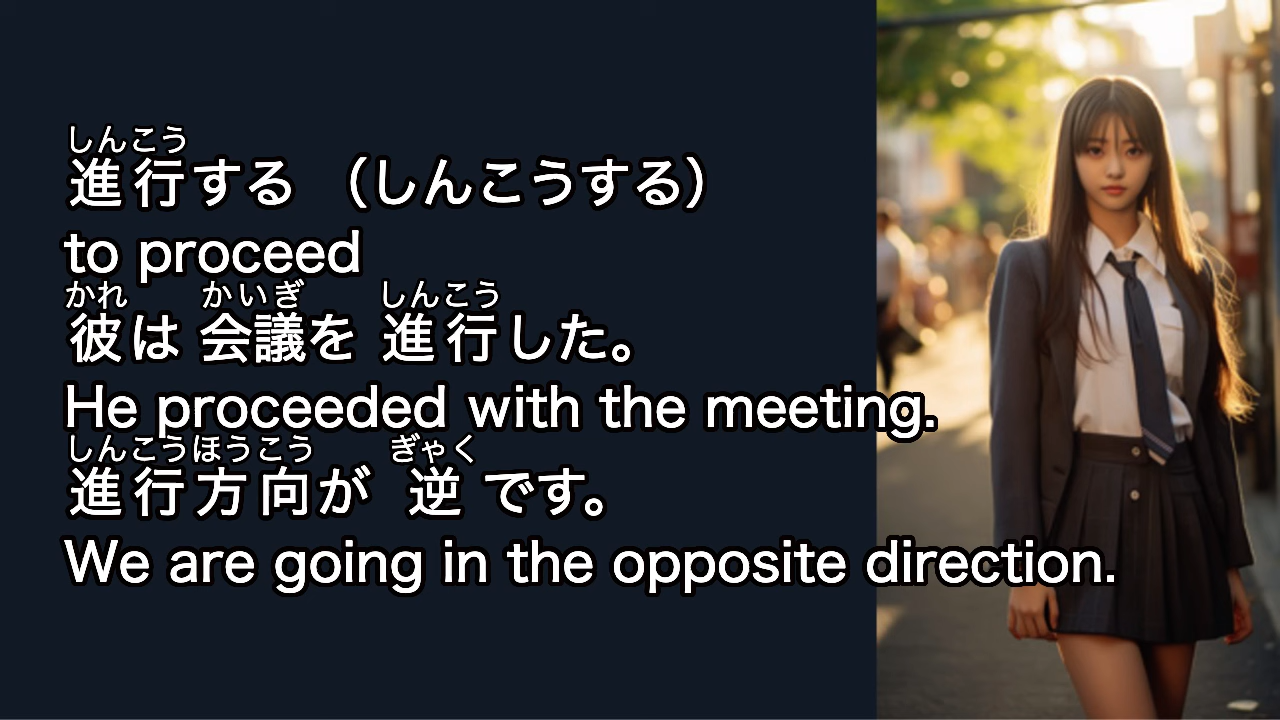 しんこう
進行する （しんこうする）
to proceed
かれ かいぎ しんこう
彼は 会議を 進行した。
He proceeded with the meeting.
しんこうほうこう ぎゃく
進行方向が 逆 です。
We are going in the opposite direction.